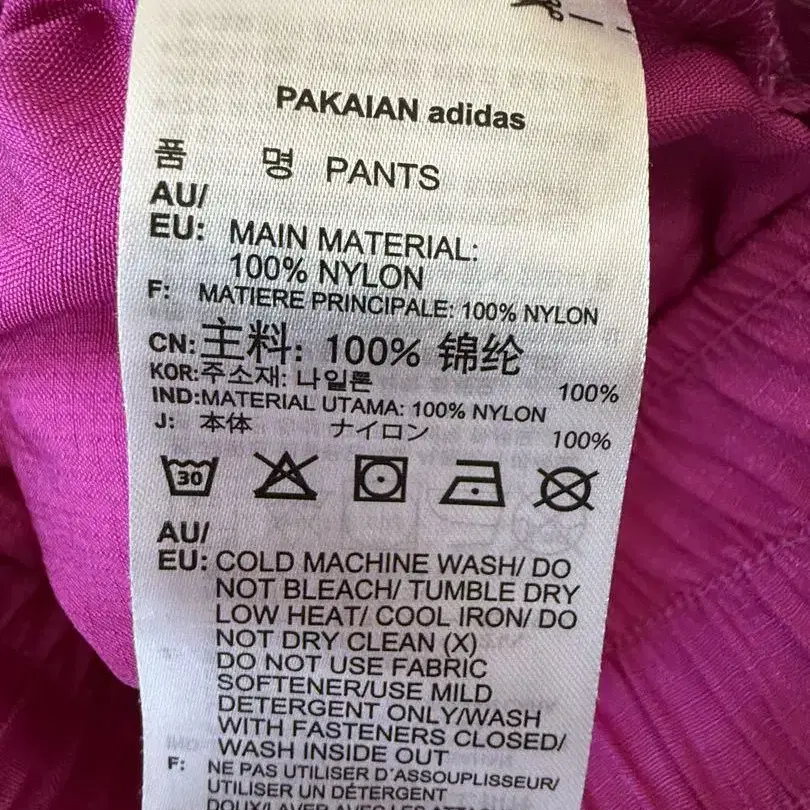 PAKAIAN adidas
품 명 PANTS
AU/
EU: MAIN MATERIAL:
100% NYLON
F: MATIERE PRINCIPALE: 100% NYLON
CN: 主料: 100% 锦纶
KOR: 주소재: 나일론 100%
IND: MATERIAL UTAMA: 100% NYLON
J: 本体 ナイロン 100%
30
AU/
EU: COLD MACHINE WASH/ DO
NOT BLEACH/ TUMBLE DRY
LOW HEAT/ COOL IRON/ DO
NOT DRY CLEAN (X)
DO NOT USE FABRIC
SOFTENER/USE MILD
DETERGENT ONLY/WASH
WITH FASTENERS CLOSED/
WASH INSIDE OUT
F: NE PAS UTILISER D'ASSOUPLISSEUR/
UTILISER UN DÉTERGENT
DOUX/LAVER AVEC LES